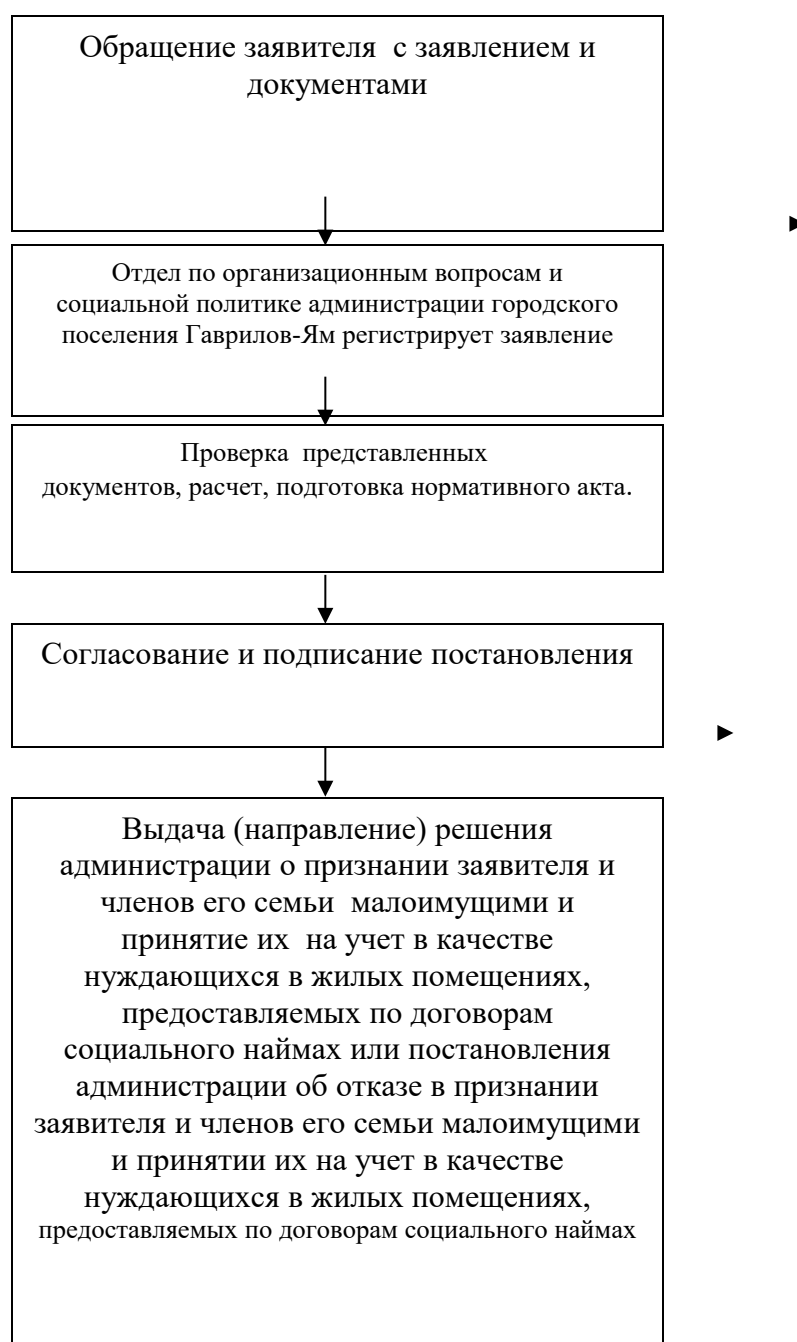 Обращение заявителя с заявлением и
документами
Отдел по организационным вопросам и
социальной политике администрации городского
поселения Гаврилов-Ям регистрирует заявление
Проверка представленных
документов, расчет, подготовка нормативного акта.
Согласование и подписание постановления
Выдача (направление) решения
администрации о признании заявителя и
членов его семьи малоимущими и
принятие их на учет в качестве
нуждающихся в жилых помещениях,
предоставляемых по договорам
социального наймах или постановления
администрации об отказе в признании
заявителя и членов его семьи малоимущими
и принятии их на учет в качестве
нуждающихся в жилых помещениях,
предоставляемых по договорам социального наймах